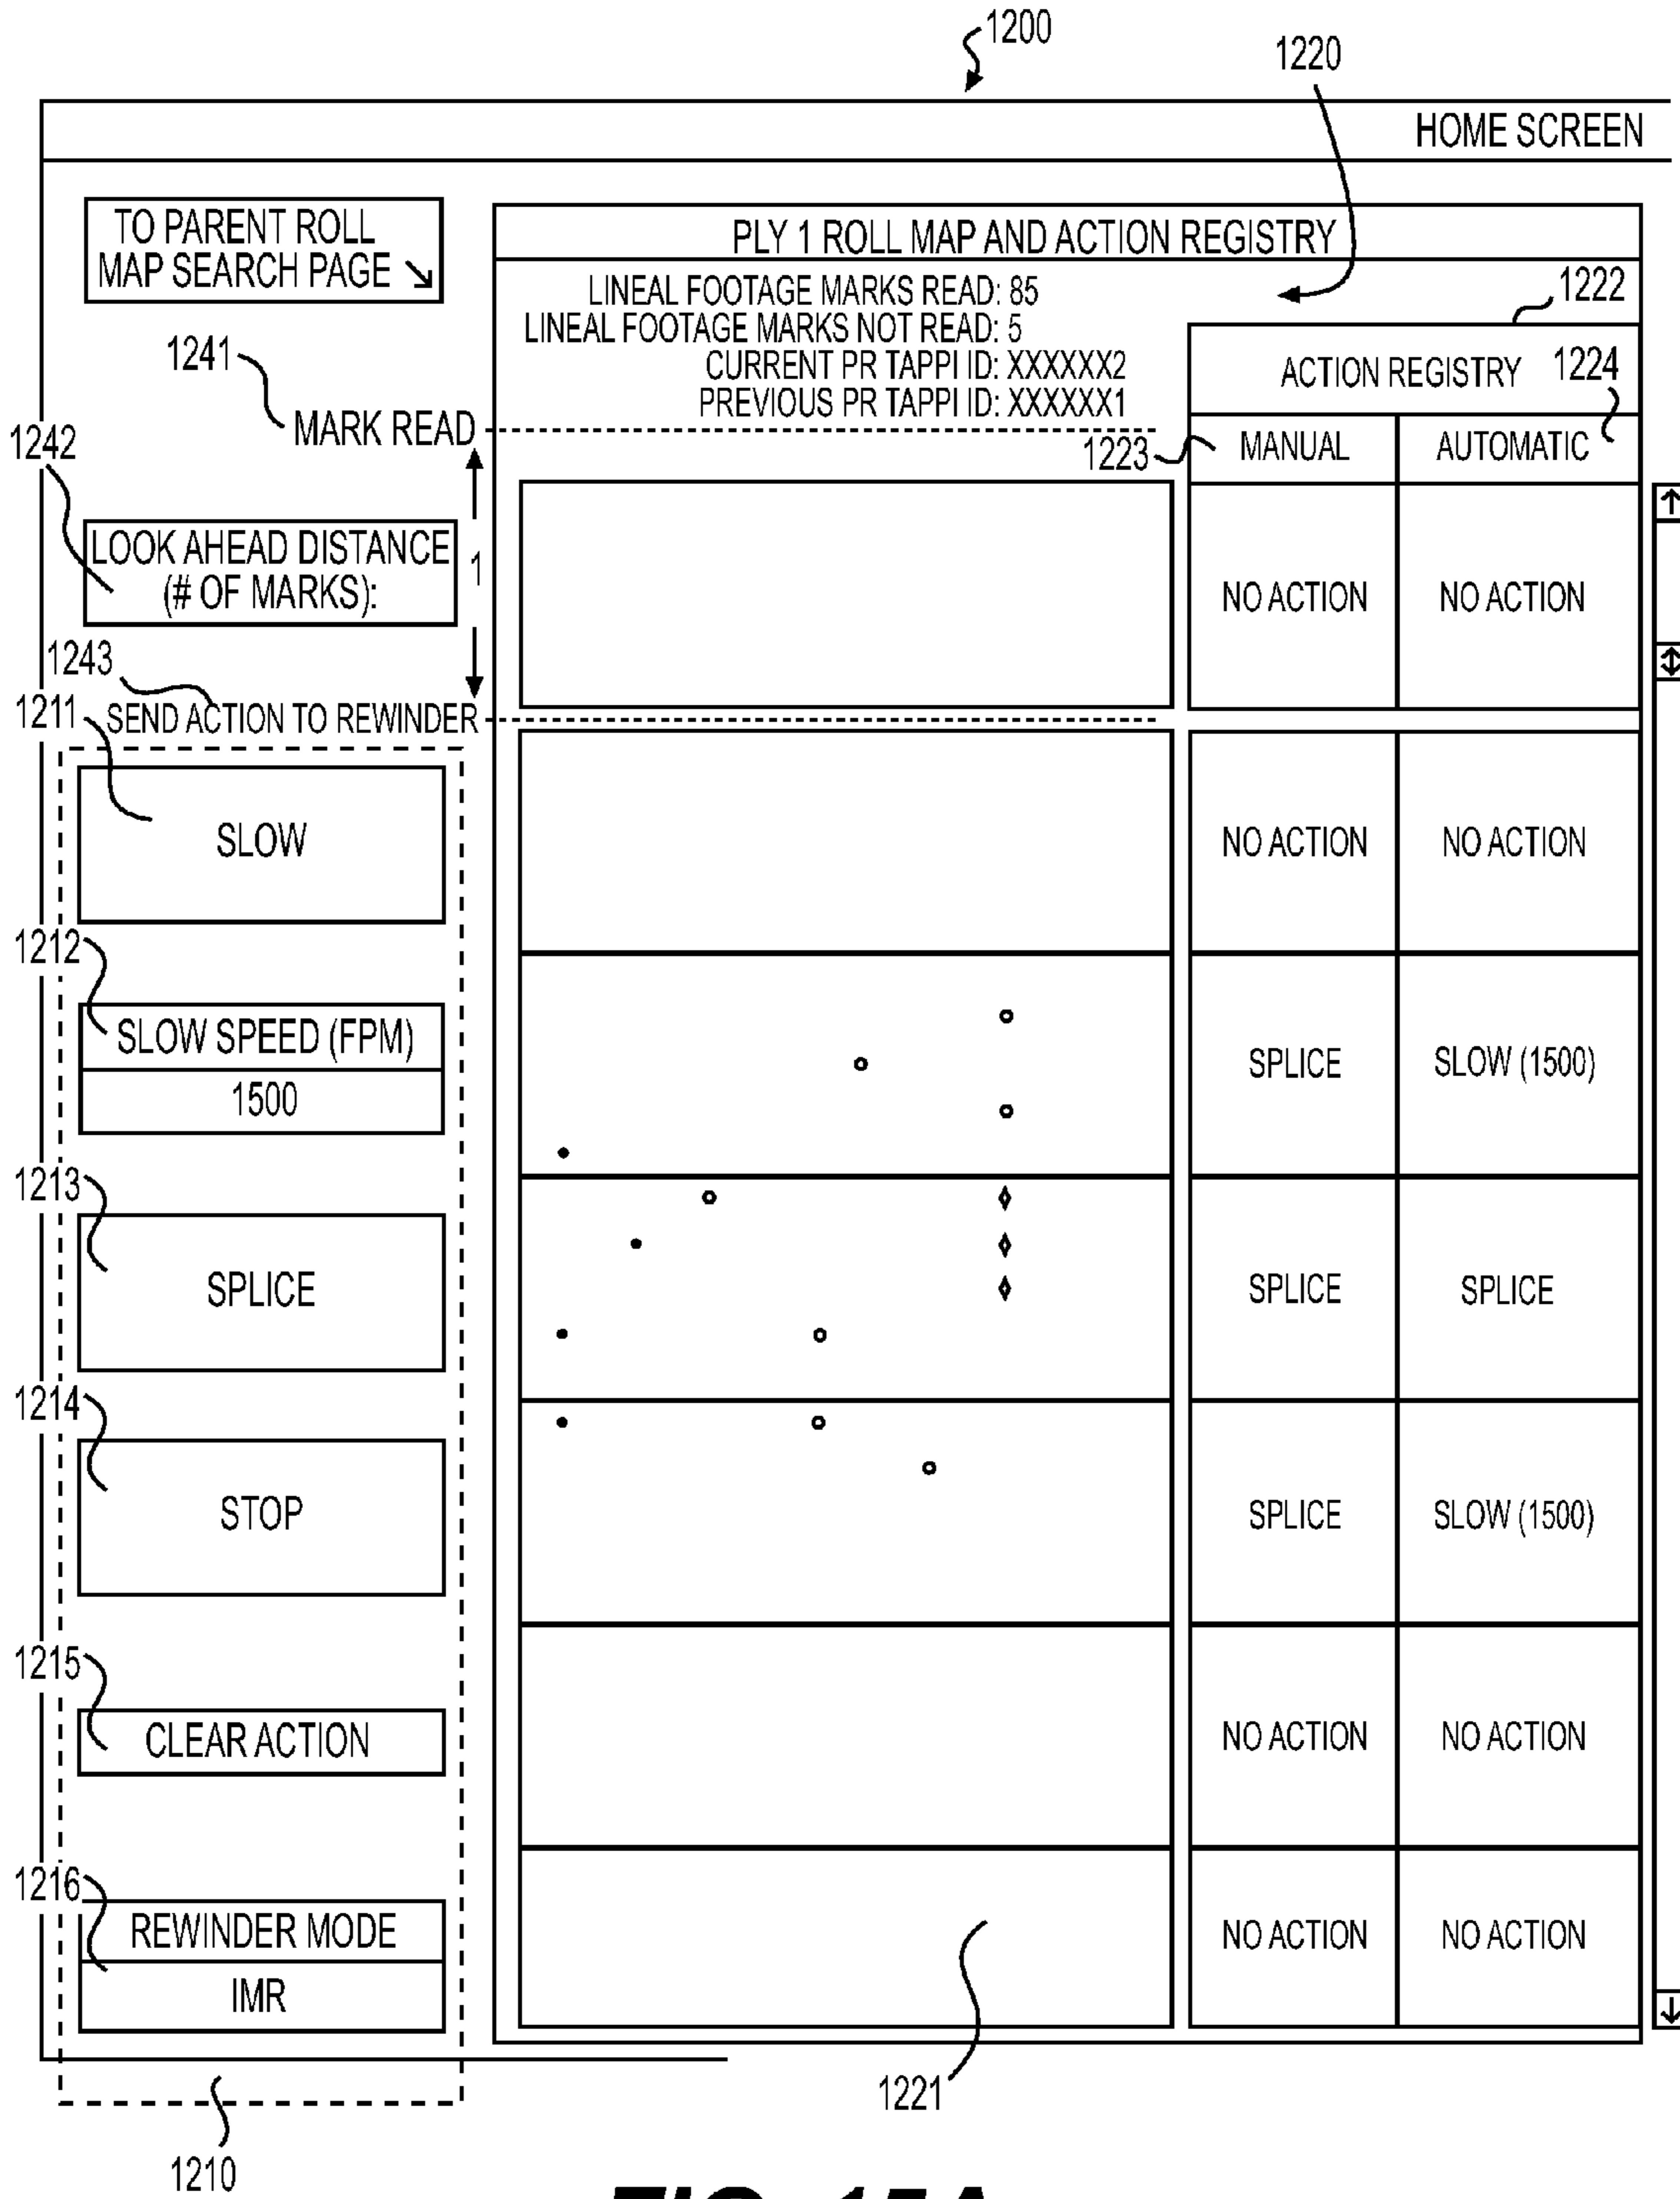 1200
1220
HOME SCREEN
TO PARENT ROLL
MAP SEARCH PAGE
PLY 1 ROLL MAP AND ACTION REGISTRY
LINEAL FOOTAGE MARKS READ: 85
LINEAL FOOTAGE MARKS NOT READ: 5
CURRENT PR TAPPI ID: XXXXXX2
PREVIOUS PR TAPPI ID: XXXXXX1
1222
ACTION REGISTRY
1224
1223
MANUAL
AUTOMATIC
1241
MARK READ
1242
LOOK AHEAD DISTANCE
(# OF MARKS):
1
1243
SEND ACTION TO REWINDER
NO ACTION
NO ACTION
1211
SLOW
NO ACTION
NO ACTION
1212
SLOW SPEED (FPM)
1500
SPLICE
SLOW (1500)
1213
SPLICE
SPLICE
SPLICE
1214
STOP
SPLICE
SLOW (1500)
1215
CLEAR ACTION
NO ACTION
NO ACTION
1216
REWINDER MODE
IMR
NO ACTION
NO ACTION
1221
1210
FIG. 15A